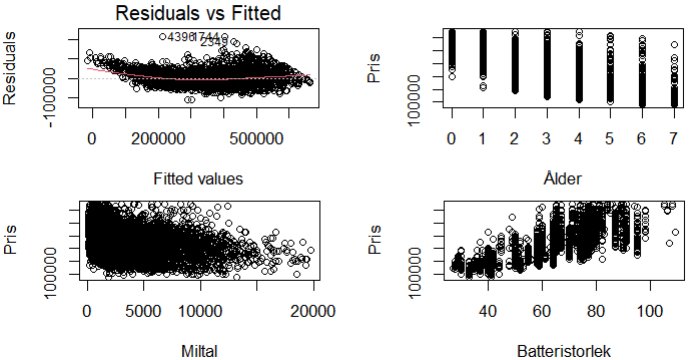 Residuals vs Fitted
Residuals
-100000
4396
1744
2349
0 200000 500000
Fitted values
Pris
100000
0 1 2 3 4 5 6 7
Ålder
Pris
100000
0 5000 10000 20000
Miltal
Pris
100000
40 60 80 100
Batteristorlek